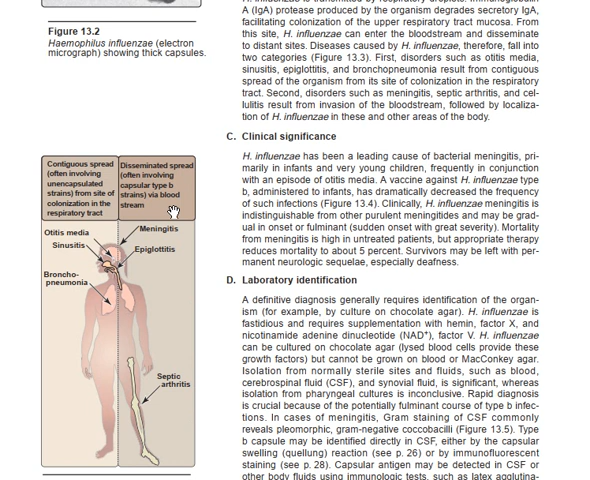 Figure 13.2
Haemophilus influenzae (electron
micrograph) showing thick capsules.
Contiguous spread
(often involving
unencapsulated
strains) from site of
colonization in the
respiratory tract
Disseminated spread
(often involving
capsular type b
strains) via blood
stream
Otitis media
Sinusitis
Broncho-
pneumonia
Meningitis
Epiglottitis
Septic
arthritis
A (IgA) protease produced by the organism degrades secretory IgA,
facilitating colonization of the upper respiratory tract mucosa. From
this site, H. influenzae can enter the bloodstream and disseminate
to distant sites. Diseases caused by H. influenzae, therefore, fall into
two categories (Figure 13.3). First, disorders such as otitis media,
sinusitis, epiglottitis, and bronchopneumonia result from contiguous
spread of the organism from its site of colonization in the respiratory
tract. Second, disorders such as meningitis, septic arthritis, and cel-
lulitis result from invasion of the bloodstream, followed by localiza-
tion of H. influenzae in these and other areas of the body.
C. Clinical significance
H. influenzae has been a leading cause of bacterial meningitis, pri-
marily in infants and very young children, frequently in conjunction
with an episode of otitis media. A vaccine against H. influenzae type
b, administered to infants, has dramatically decreased the frequency
of such infections (Figure 13.4). Clinically, H. influenzae meningitis is
indistinguishable from other purulent meningitides and may be grad-
ual in onset or fulminant (sudden onset with great severity). Mortality
from meningitis is high in untreated patients, but appropriate therapy
reduces mortality to about 5 percent. Survivors may be left with per-
manent neurologic sequelae, especially deafness.
D. Laboratory identification
A definitive diagnosis generally requires identification of the organ-
ism (for example, by culture on chocolate agar). H. influenzae is
fastidious and requires supplementation with hemin, factor X, and
nicotinamide adenine dinucleotide (NAD+), factor V. H. influenzae
can be cultured on chocolate agar (lysed blood cells provide these
growth factors) but cannot be grown on blood or MacConkey agar.
Isolation from normally sterile sites and fluids, such as blood,
cerebrospinal fluid (CSF), and synovial fluid, is significant, whereas
isolation from pharyngeal cultures is inconclusive. Rapid diagnosis
is crucial because of the potentially fulminant course of type b infec-
tions. In cases of meningitis, Gram staining of CSF commonly
reveals pleomorphic, gram-negative coccobacilli (Figure 13.5). Type
b capsule may be identified directly in CSF, either by the capsular
swelling (quellung) reaction (see p. 26) or by immunofluorescent
staining (see p. 28). Capsular antigen may be detected in CSF or
other body fluids using immunologic tests, such as latex agglutina-